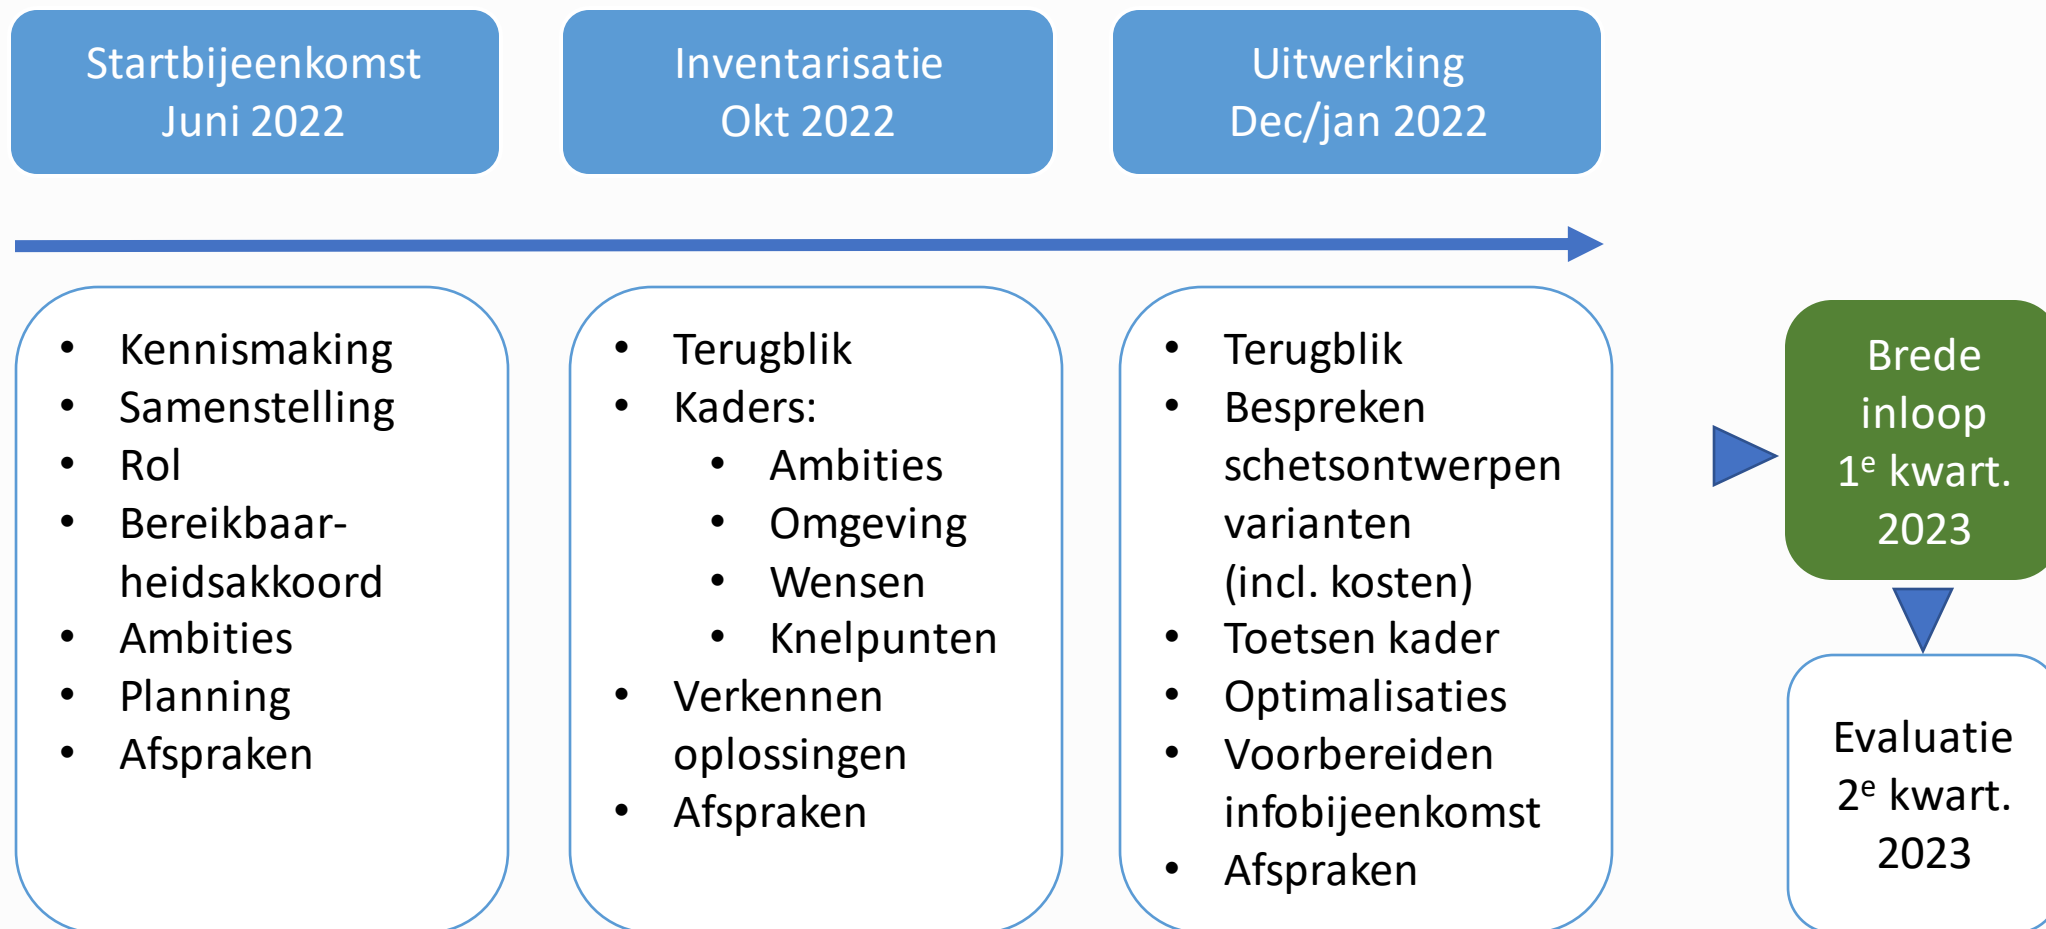 Startbijeenkomst
Juni 2022
Inventarisatie
Okt 2022
Uitwerking
Dec/jan 2022
• Kennismaking
• Samenstelling
• Rol
• Bereikbaar-
heidsakkoord
• Ambities
• Planning
• Afspraken
• Terugblik
• Kaders:
• Ambities
• Omgeving
• Wensen
• Knelpunten
• Verkennen
oplossingen
• Afspraken
• Terugblik
• Bespreken
schetsontwerpen
varianten
(incl. kosten)
• Toetsen kader
• Optimalisaties
• Voorbereiden
infobijeenkomst
• Afspraken
Brede
inloop
1e kwart.
2023
Evaluatie
2e kwart.
2023